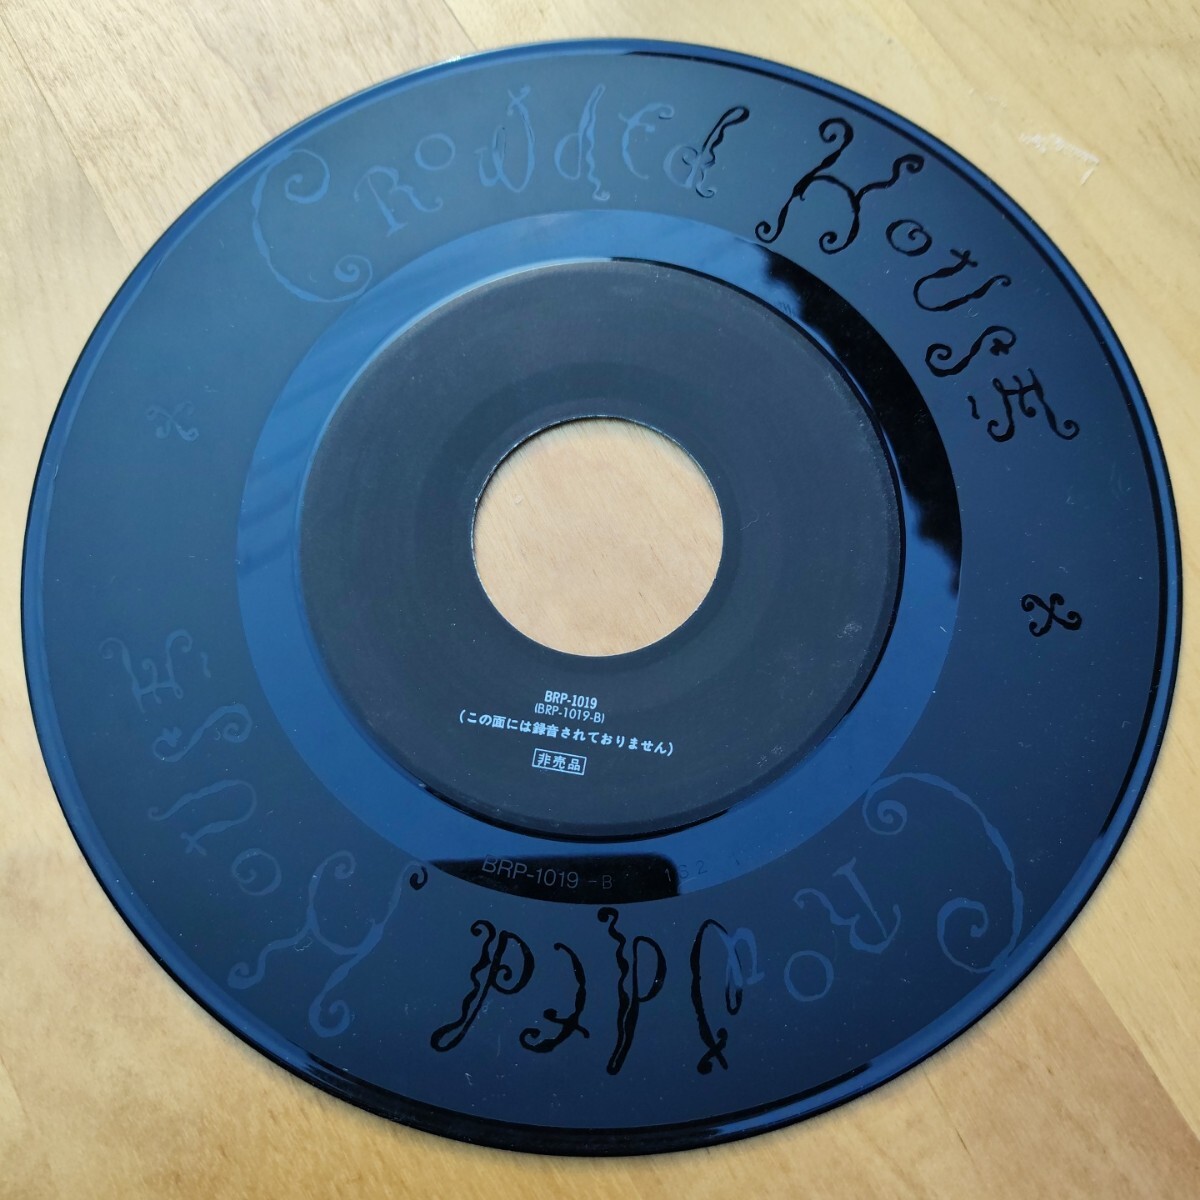 CROWdEd HOUSE
BRP-1019
(BRP-1019-B)
(この面には録音されておりません)
非売品
BRP-1019-B 152
CROWdEd HOUSE